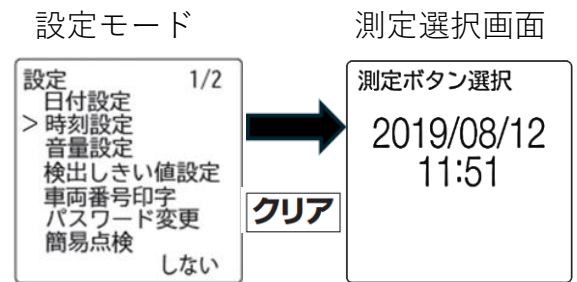 設定モード
設定 1/2
日付設定
>時刻設定
音量設定
検出しきい値設定
車両番号印字
パスワード変更
簡易点検
しない
クリア
測定選択画面
測定ボタン選択
2019/08/12
11:51